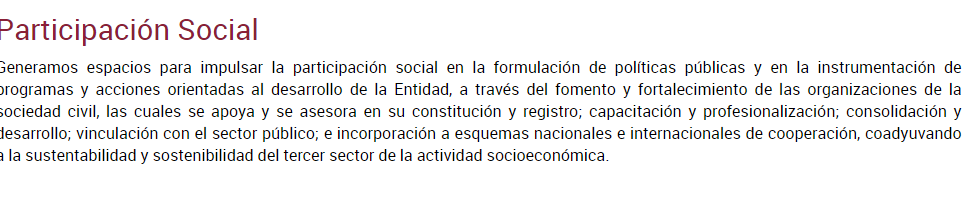 Participación Social
Generamos espacios para impulsar la participación social en la formulación de políticas públicas y en la instrumentación de
programas y acciones orientadas al desarrollo de la Entidad, a través del fomento y fortalecimiento de las organizaciones de la
sociedad civil, las cuales se apoya y se asesora en su constitución y registro; capacitación y profesionalización; consolidación y
desarrollo; vinculación con el sector público; e incorporación a esquemas nacionales e internacionales de cooperación, coadyuvando
a la sustentabilidad y sostenibilidad del tercer sector de la actividad socioeconómica.